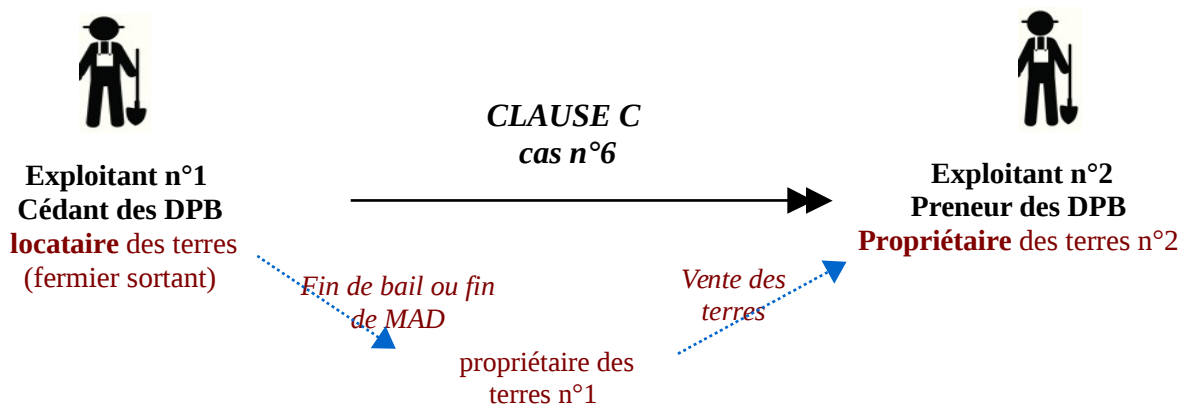 CLAUSE C
cas n°6
Exploitant n°1
Cédant des DPB
locataire des terres
(fermier sortant)
Exploitant n°2
Preneur des DPB
Propriétaire des terres n°2
Fin de bail ou fin
de MAD
Vente des
terres
propriétaire des
terres n°1